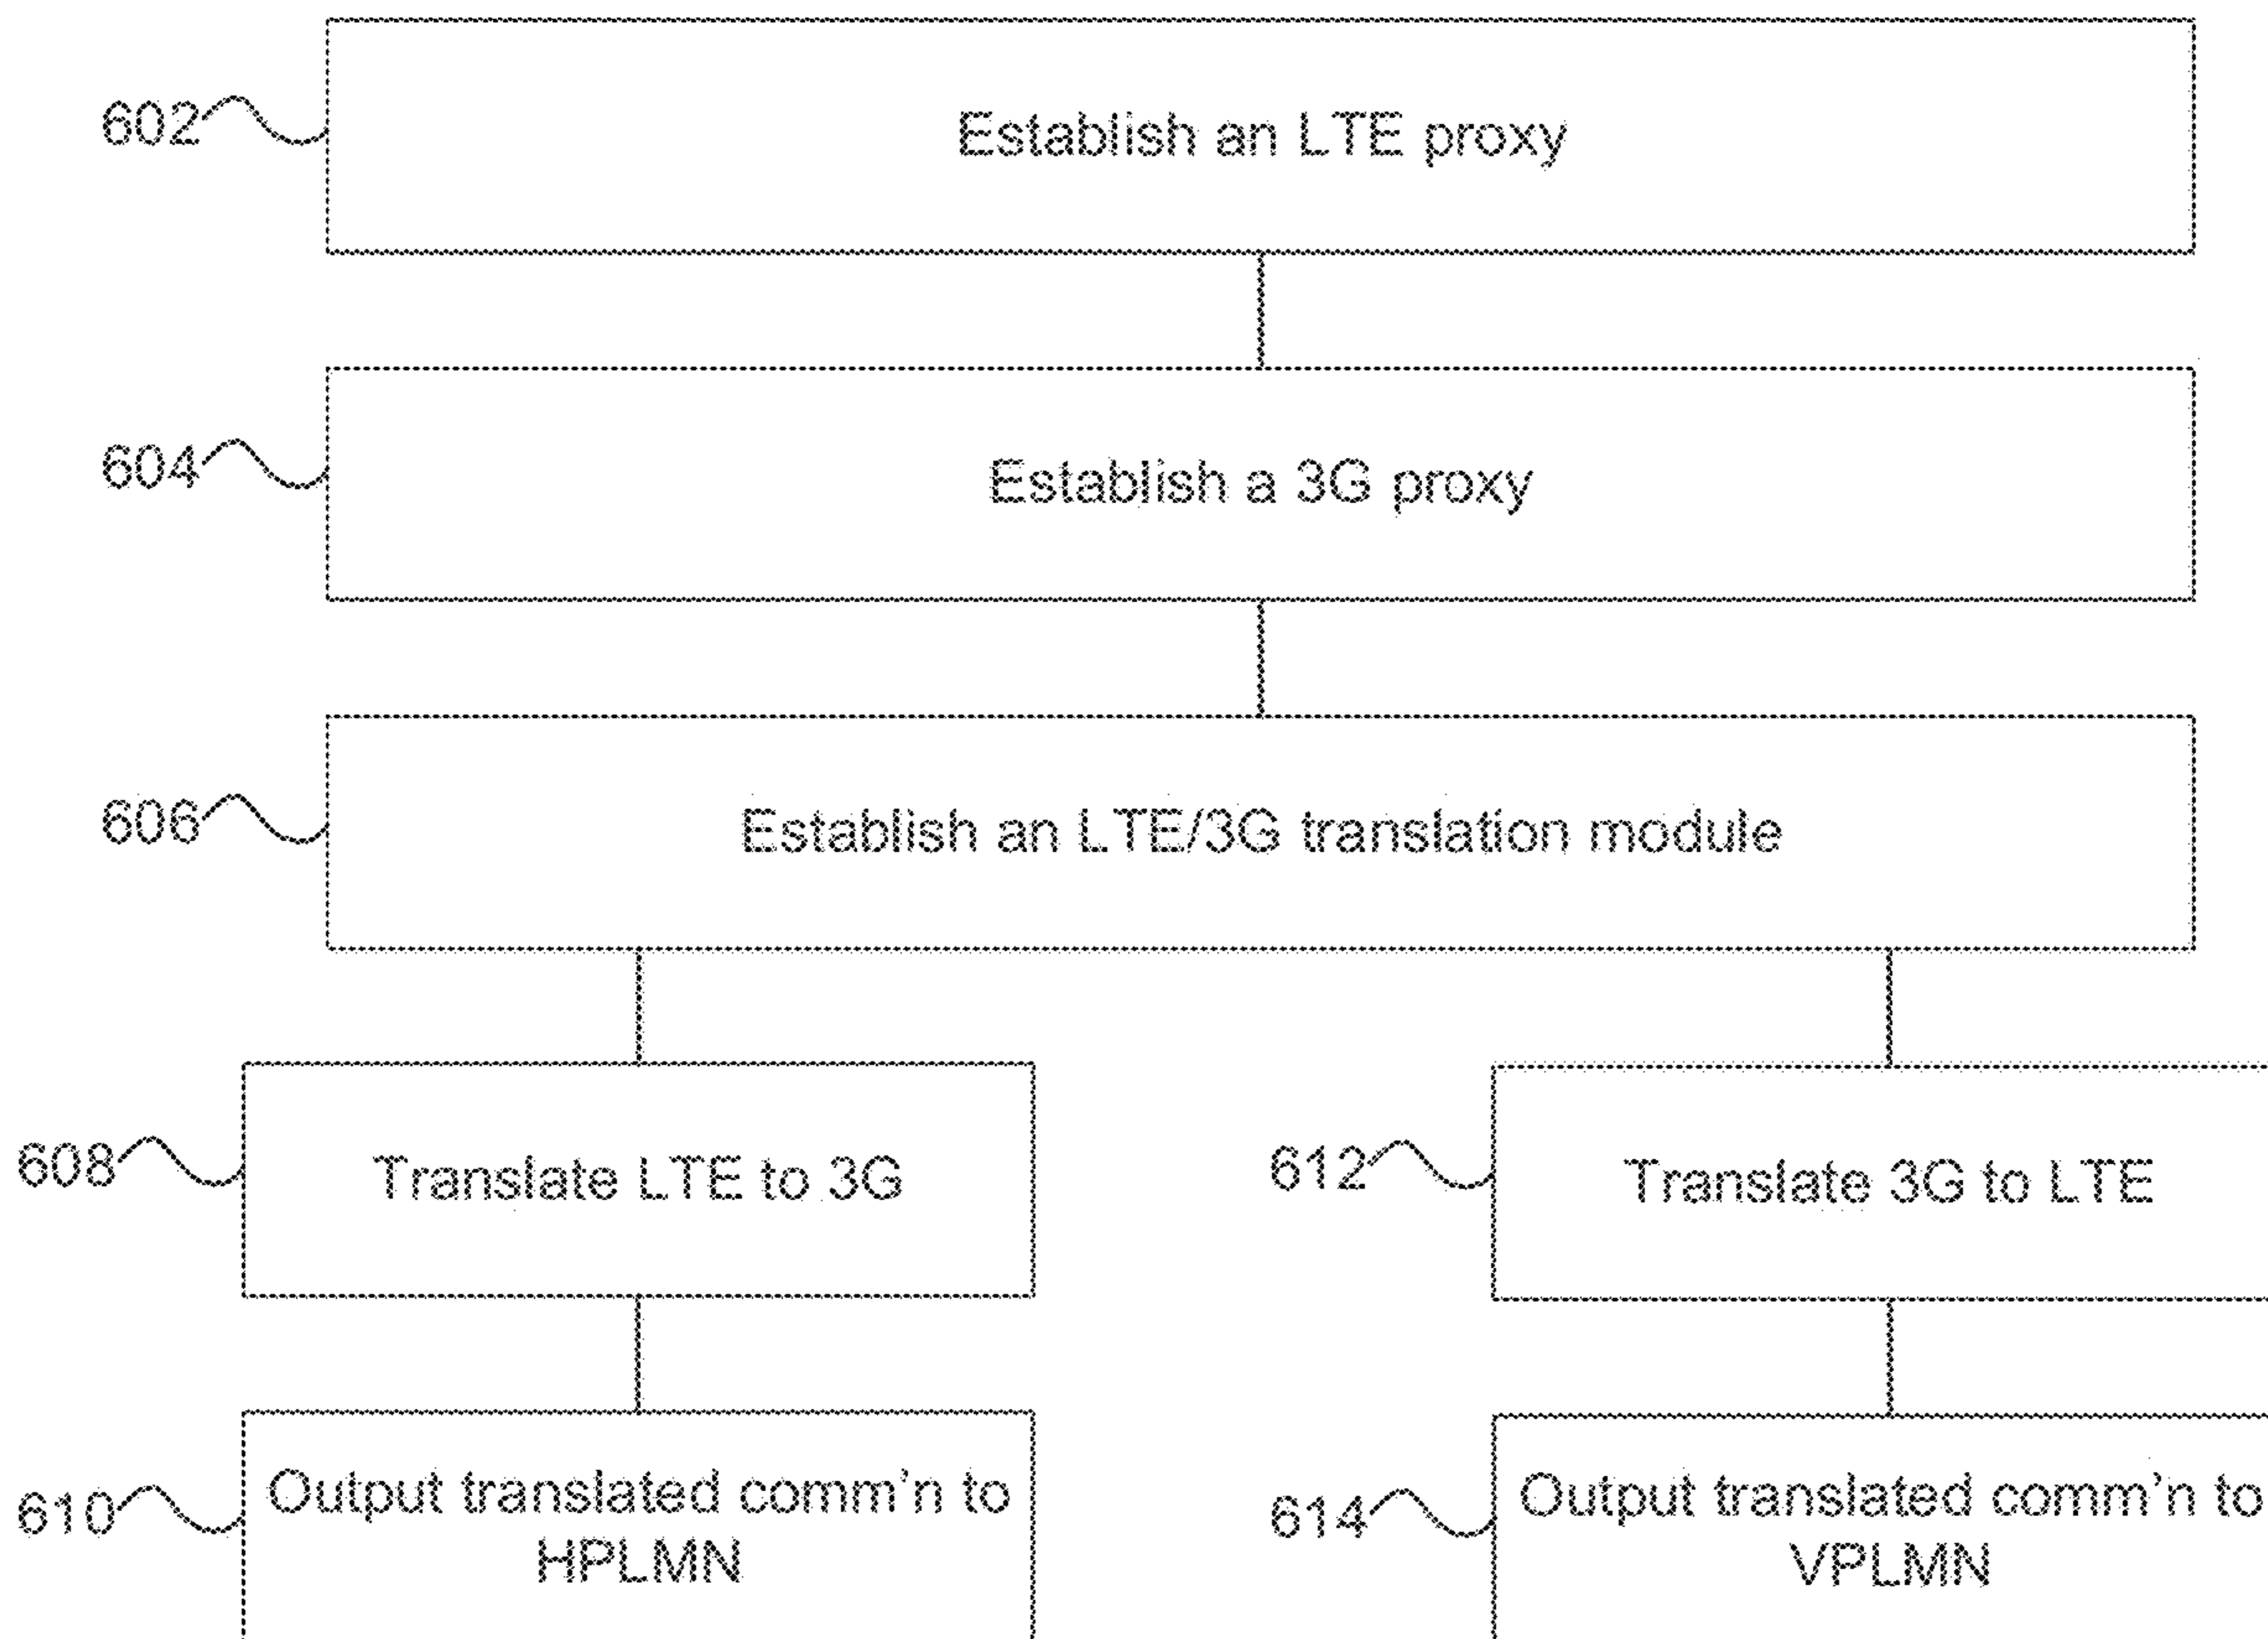 602
Establish an LTE proxy
604
Establish a 3G proxy
606
Establish an LTE/3G translation module
608
Translate LTE to 3G
612
Translate 3G to LTE
610
Output translated comm'n to
HPLMN
614
Output translated comm'n to
VPLMN